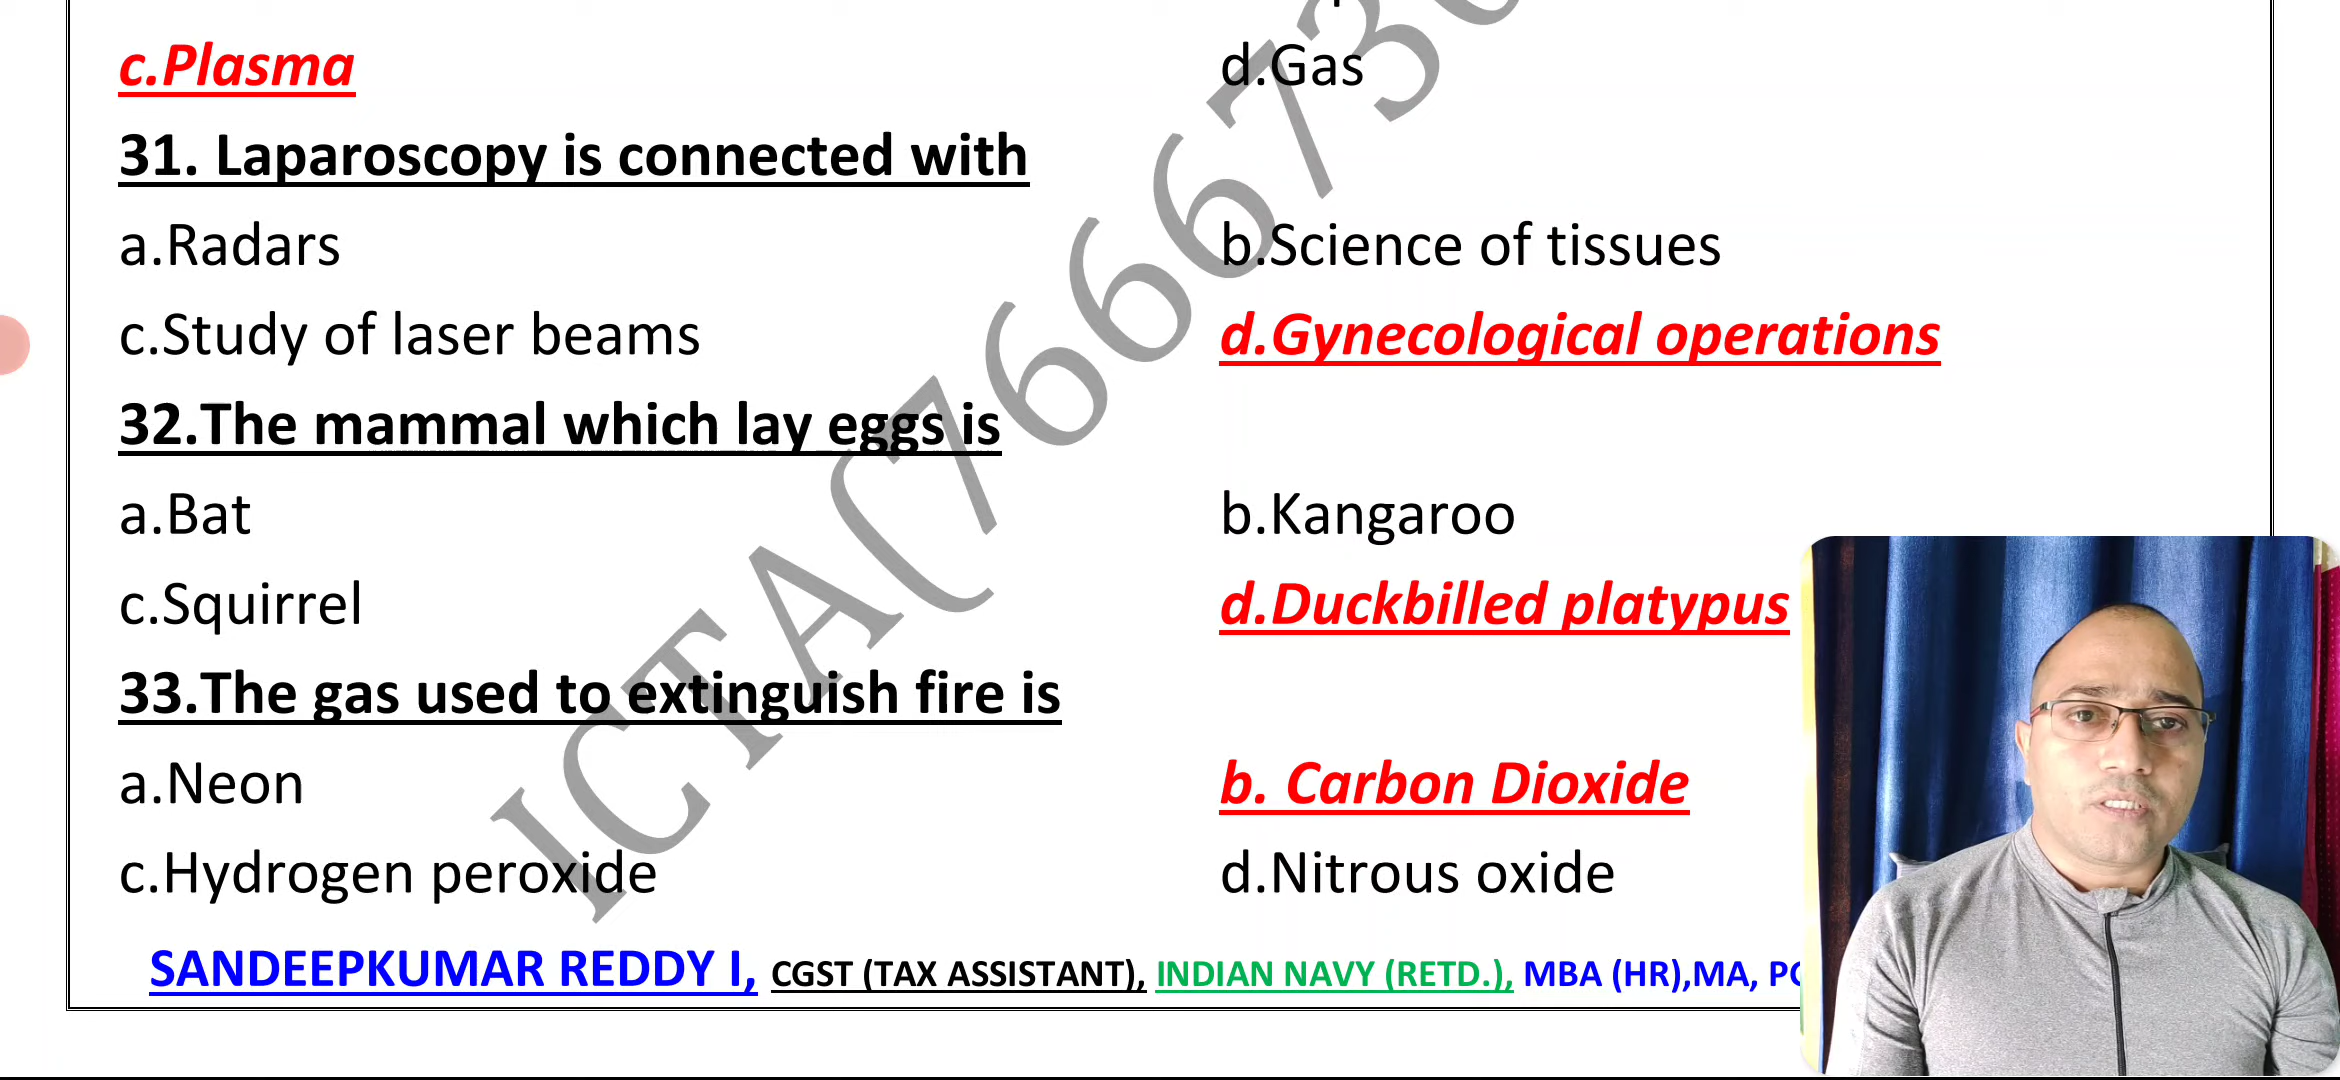 c.Plasma d.Gas
31. Laparoscopy is connected with
a.Radars b.Science of tissues
c.Study of laser beams d.Gynecological operations
32.The mammal which lay eggs is
a.Bat b.Kangaroo
c.Squirrel d.Duckbilled platypus
33.The gas used to extinguish fire is
a.Neon b. Carbon Dioxide
c.Hydrogen peroxide d.Nitrous oxide
SANDEEPKUMAR REDDY I, CGST (TAX ASSISTANT), INDIAN NAVY (RETD.), MBA (HR),MA,
ICTA(766673